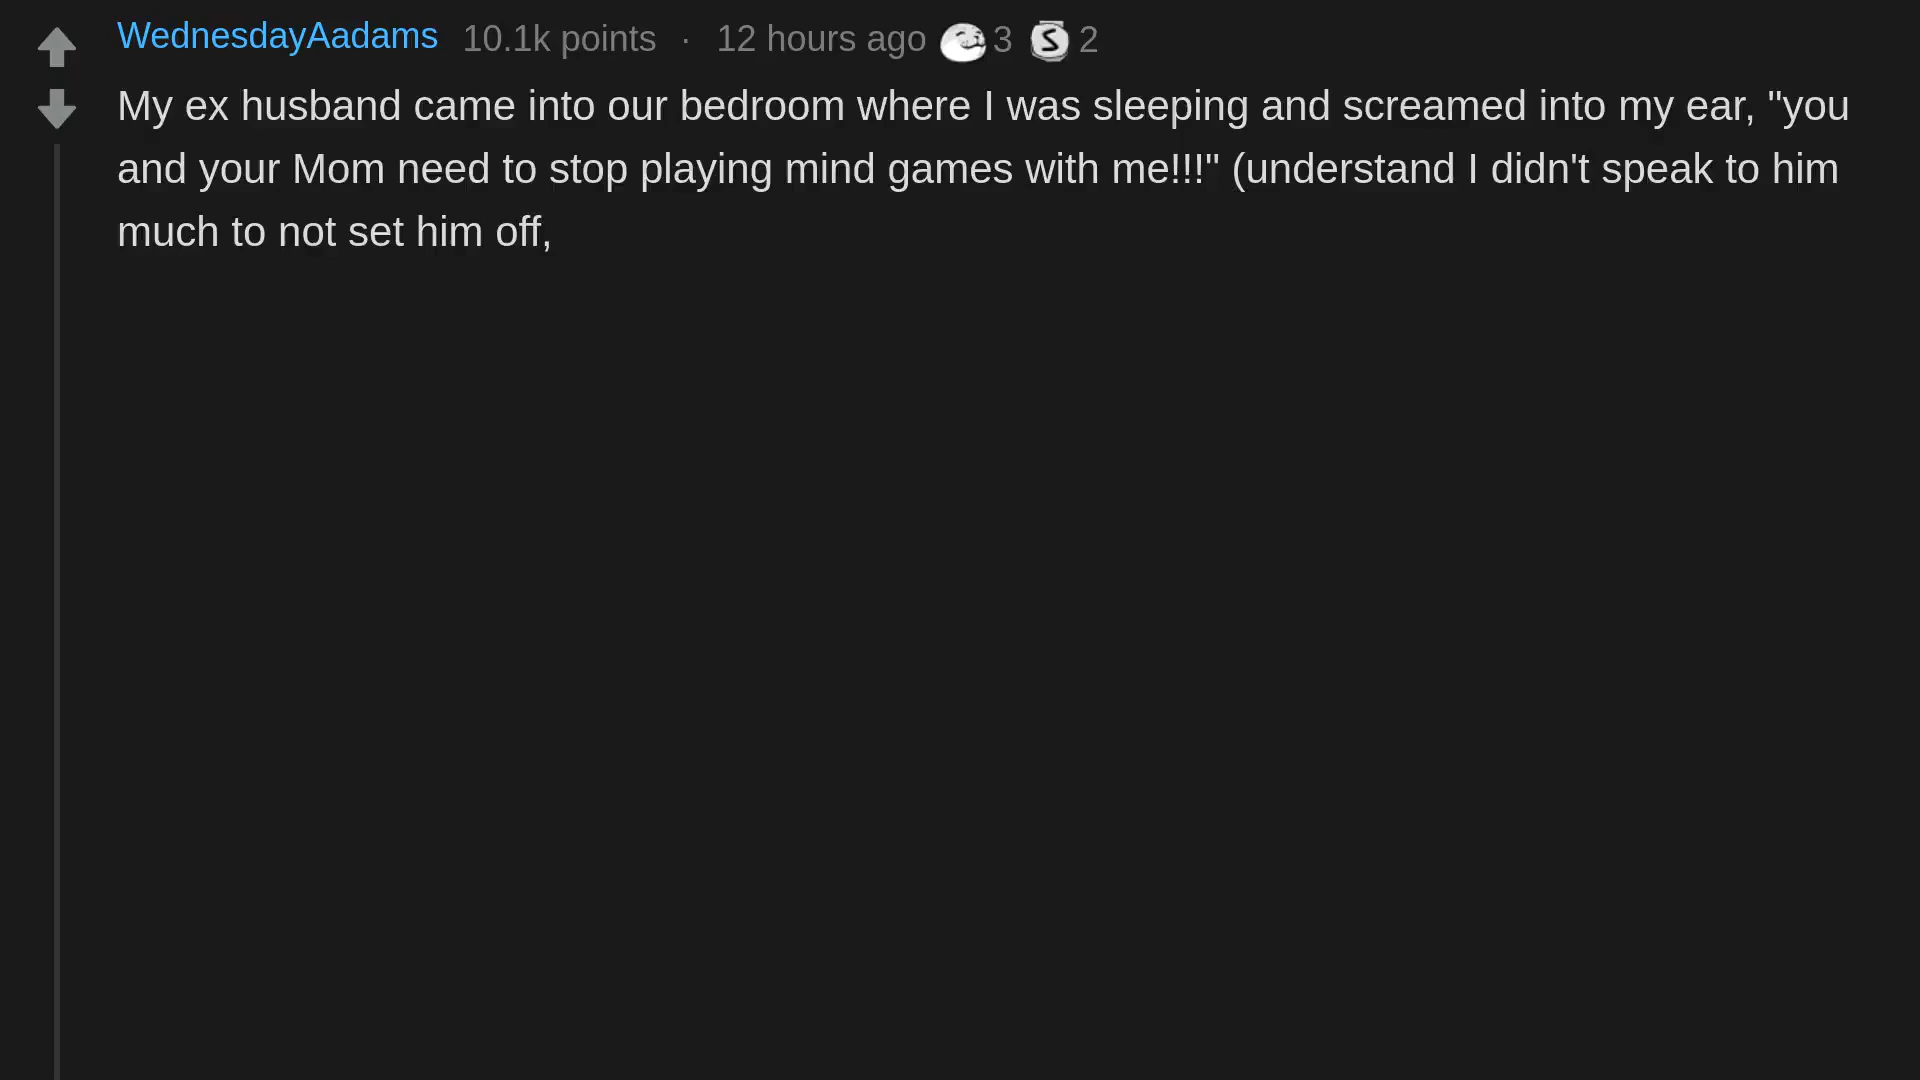 WednesdayAadams 10.1k points · 12 hours ago 3 S 2
My ex husband came into our bedroom where I was sleeping and screamed into my ear, "you
and your Mom need to stop playing mind games with me!!!" (understand I didn't speak to him
much to not set him off,